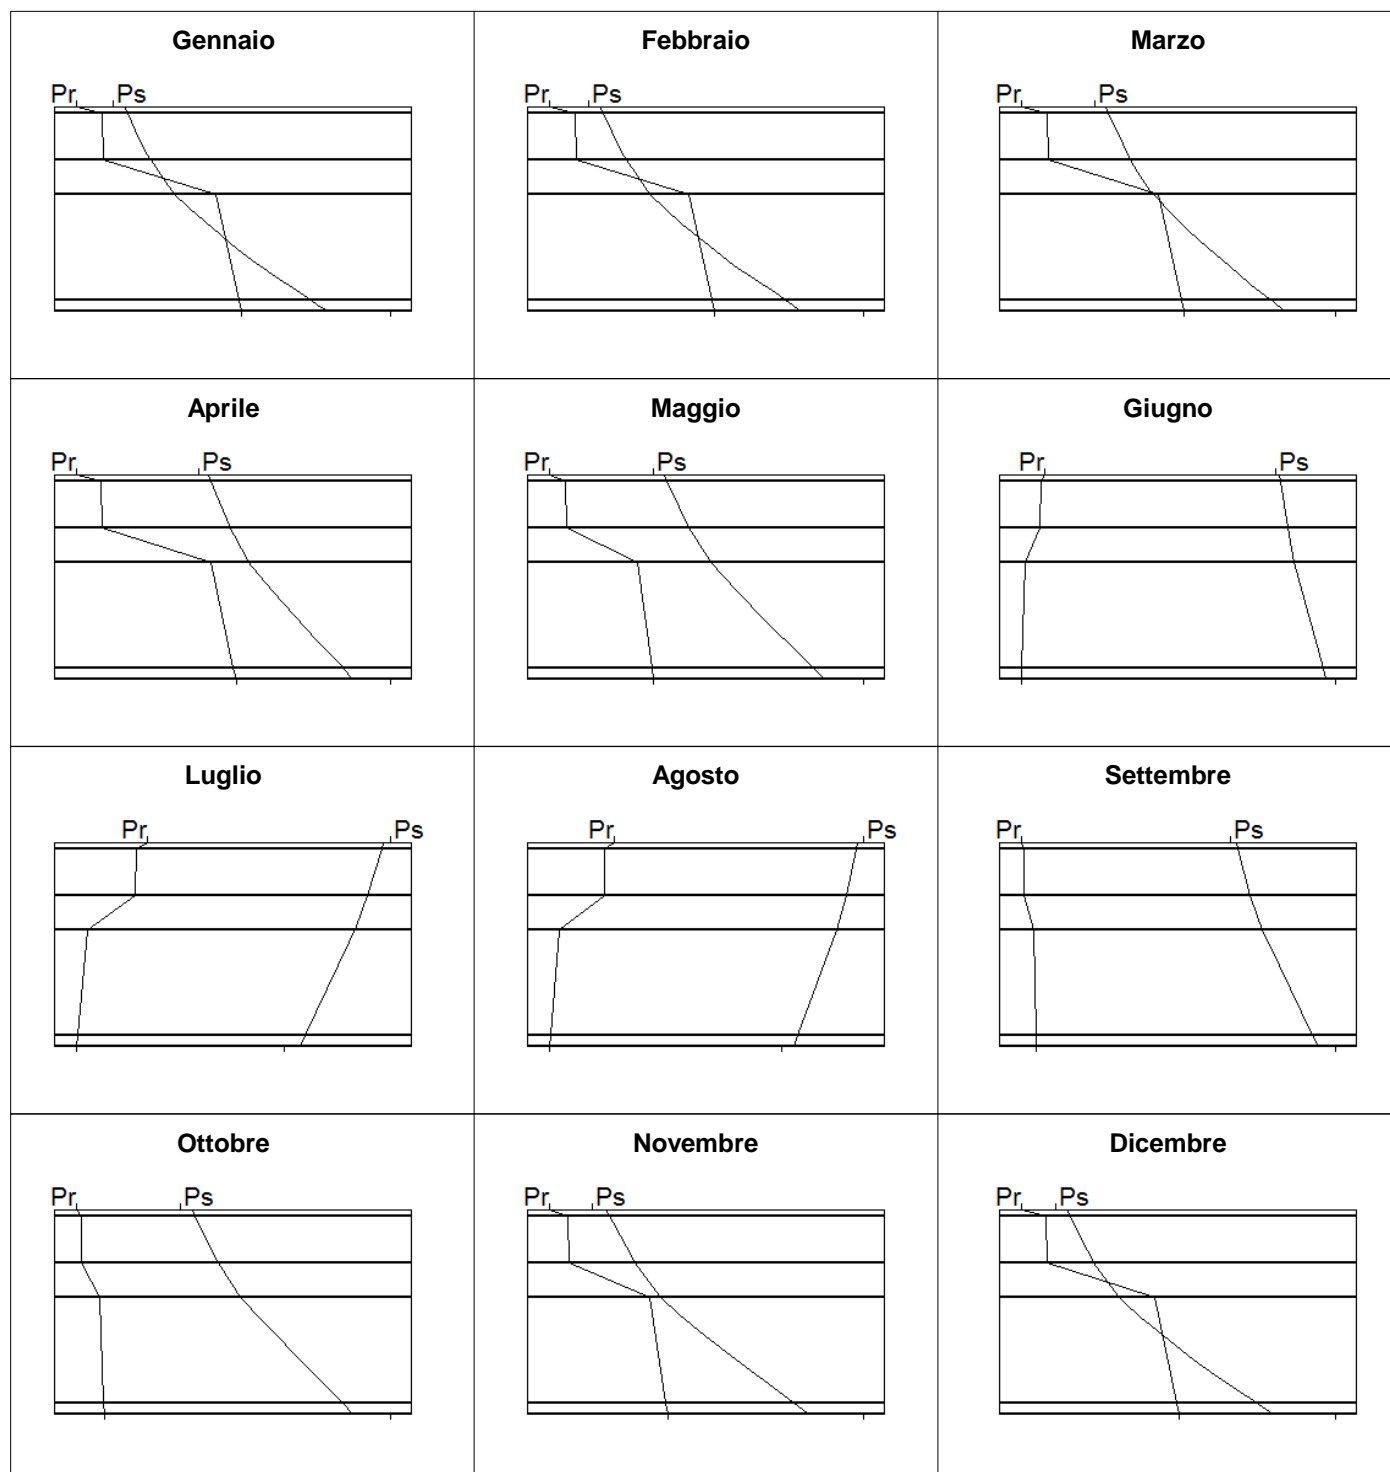 Gennaio Febbraio Marzo
Pr Ps Pr Ps Pr Ps
Aprile Maggio Giugno
Pr Ps Pr Ps Pr Ps
Luglio Agosto Settembre
Pr Ps Pr Ps Pr Ps
Ottobre Novembre Dicembre
Pr Ps Pr Ps Pr Ps